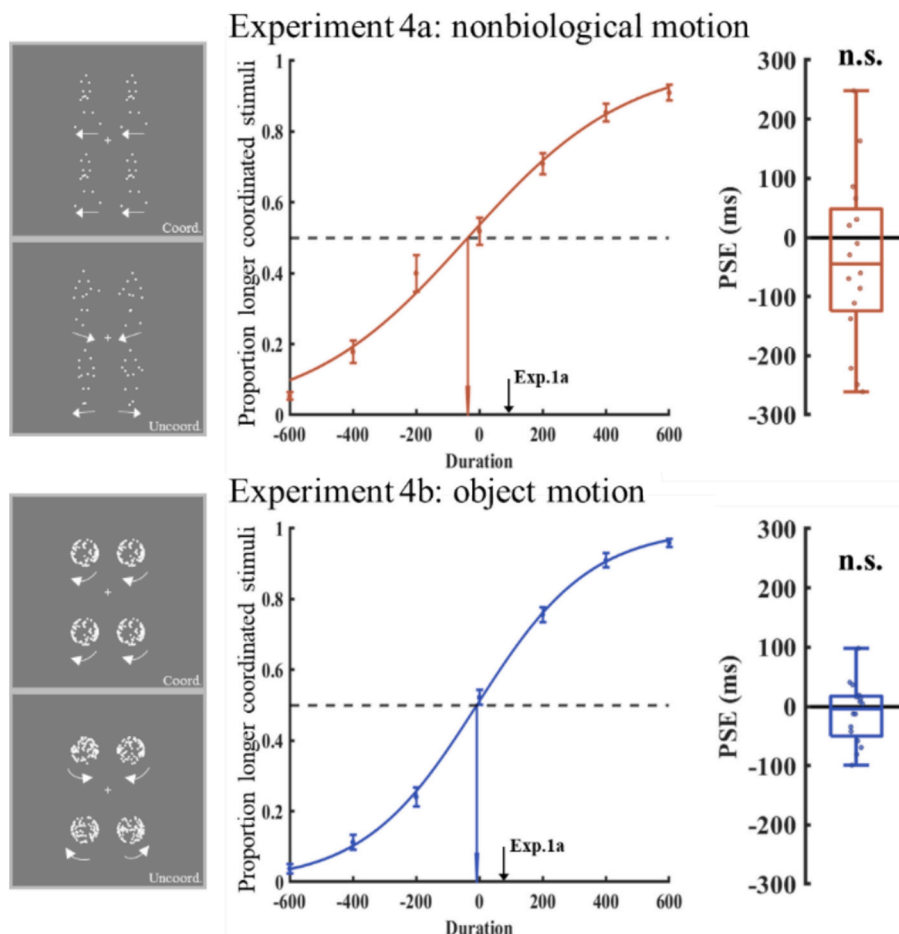 Experiment 4a: nonbiological motion
Coord.
Uncoord.
Proportion longer coordinated stimuli
1
0.8
0.6
0.4
0.2
0
Exp.1a
-600 -400 -200 0 200 400 600
Duration
n.s.
PSE (ms)
300
200
100
0
-100
-200
-300
Experiment 4b: object motion
Coord.
Uncoord.
Proportion longer coordinated stimuli
1
0.8
0.6
0.4
0.2
0
Exp.1a
-600 -400 -200 0 200 400 600
Duration
n.s.
PSE (ms)
300
200
100
0
-100
-200
-300